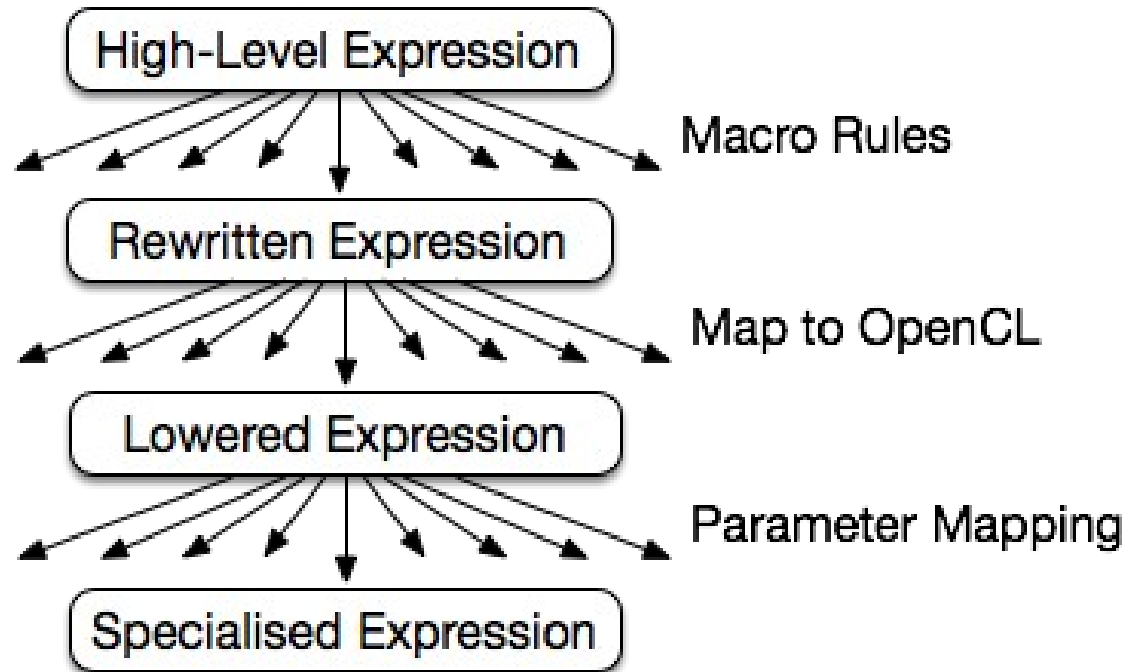 High-Level Expression
Macro Rules
Rewritten Expression
Map to OpenCL
Lowered Expression
Parameter Mapping
Specialised Expression